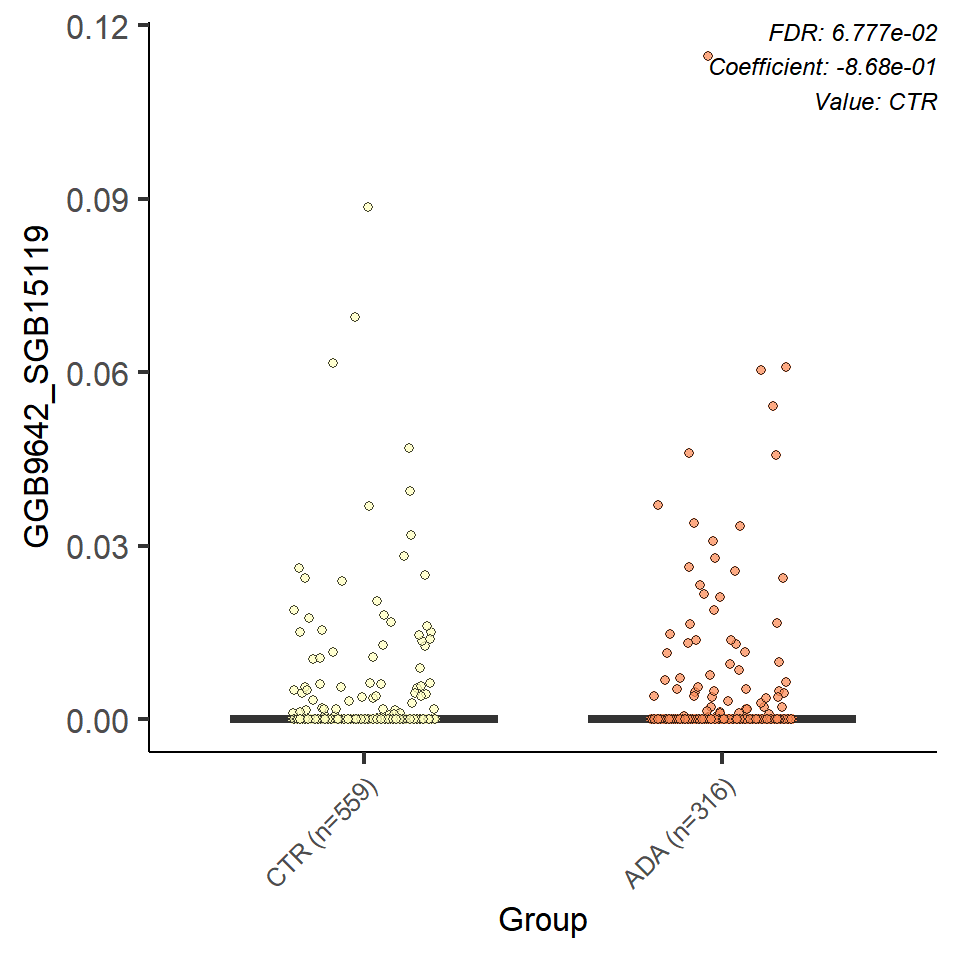 FDR: 6.777e-02
Coefficient: -8.68e-01
Value: CTR
0.12
0.09
0.06
0.03
0.00
GGB9642_SGB15119
CTR (n=559)
ADA (n=316)
Group